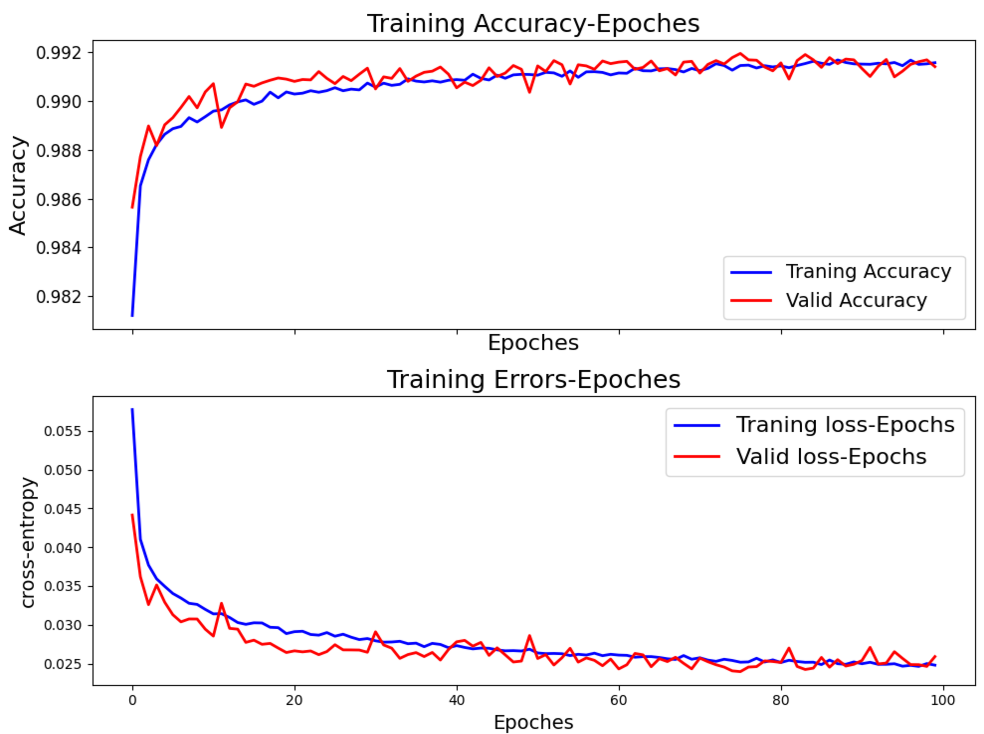 Training Accuracy-Epoches
0.992
0.990
0.988
0.986
0.984
0.982
Accuracy
Traning Accuracy
Valid Accuracy
Epoches
Training Errors-Epoches
0.055
0.050
0.045
0.040
0.035
0.030
0.025
cross-entropy
Traning loss-Epochs
Valid loss-Epochs
0 20 40 60 80 100
Epoches